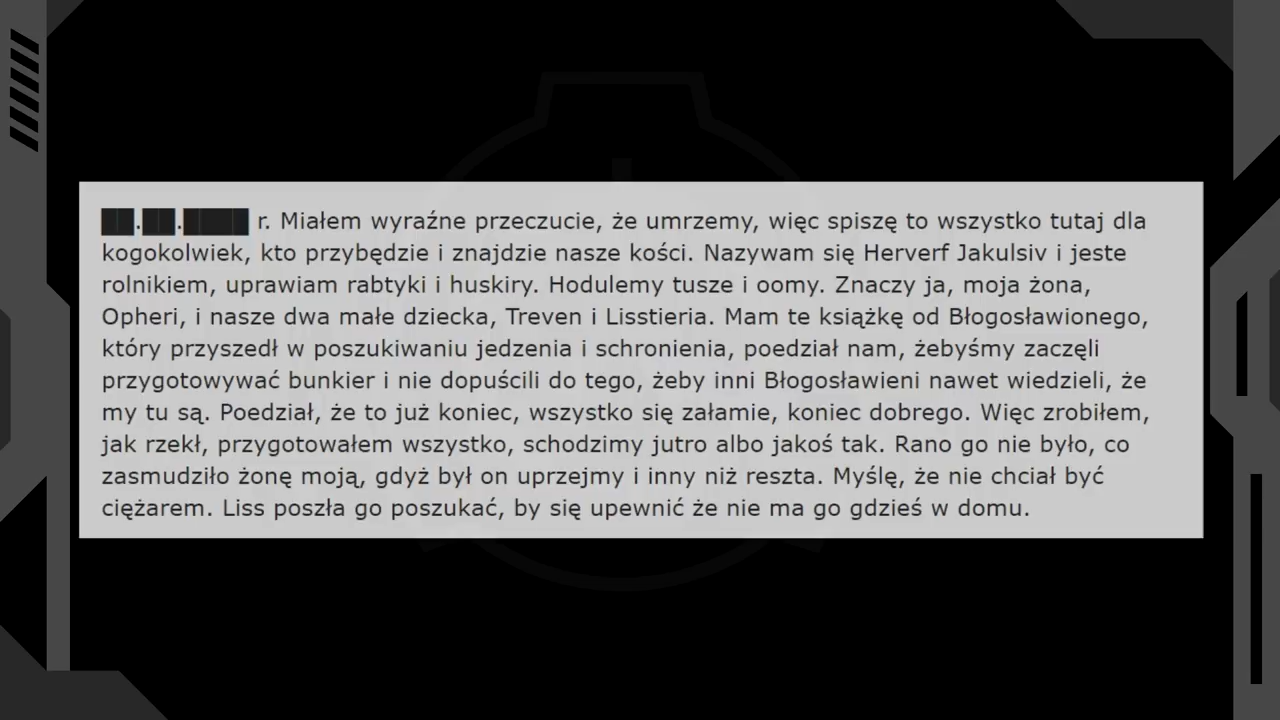 ██.██.████ r. Miałem wyraźne przeczucie, że umrzemy, więc spiszę to wszystko tutaj dla
kogokolwiek, kto przybędzie i znajdzie nasze kości. Nazywam się Herverf Jakulsiv i jeste
rolnikiem, uprawiam rabtyki i huskiry. Hodulemy tusze i oomy. Znaczy ja, moja żona,
Opheri, i nasze dwa małe dziecka, Treven i Lisstieria. Mam te książkę od Błogosławionego,
który przyszedł w poszukiwaniu jedzenia i schronienia, poedział nam, żebyśmy zaczęli
przygotowywać bunkier i nie dopuścili do tego, żeby inni Błogosławieni nawet wiedzieli, że
my tu są. Poedział, że to już koniec, wszystko się załamie, koniec dobrego. Więc zrobiłem,
jak rzekł, przygotowałem wszystko, schodzimy jutro albo jakoś tak. Rano go nie było, co
zasmudziło żonę moją, gdyż był on uprzejmy i inny niż reszta. Myślę, że nie chciał być
ciężarem. Liss poszła go poszukać, by się upewnić że nie ma go gdzieś w domu.